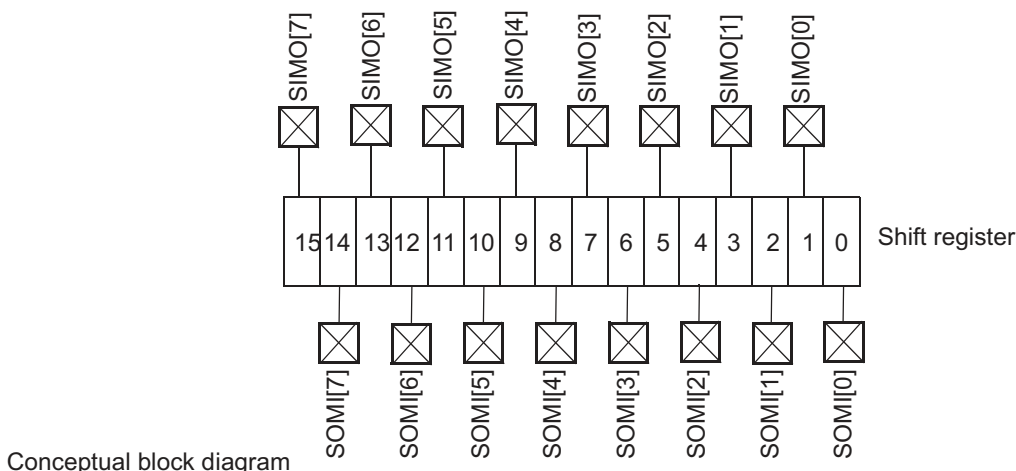 SIMO[7] SIMO[6] SIMO[5] SIMO[4] SIMO[3] SIMO[2] SIMO[1] SIMO[0]
15 14 13 12 11 10 9 8 7 6 5 4 3 2 1 0 Shift register
SOMI[7] SOMI[6] SOMI[5] SOMI[4] SOMI[3] SOMI[2] SOMI[1] SOMI[0]
Conceptual block diagram